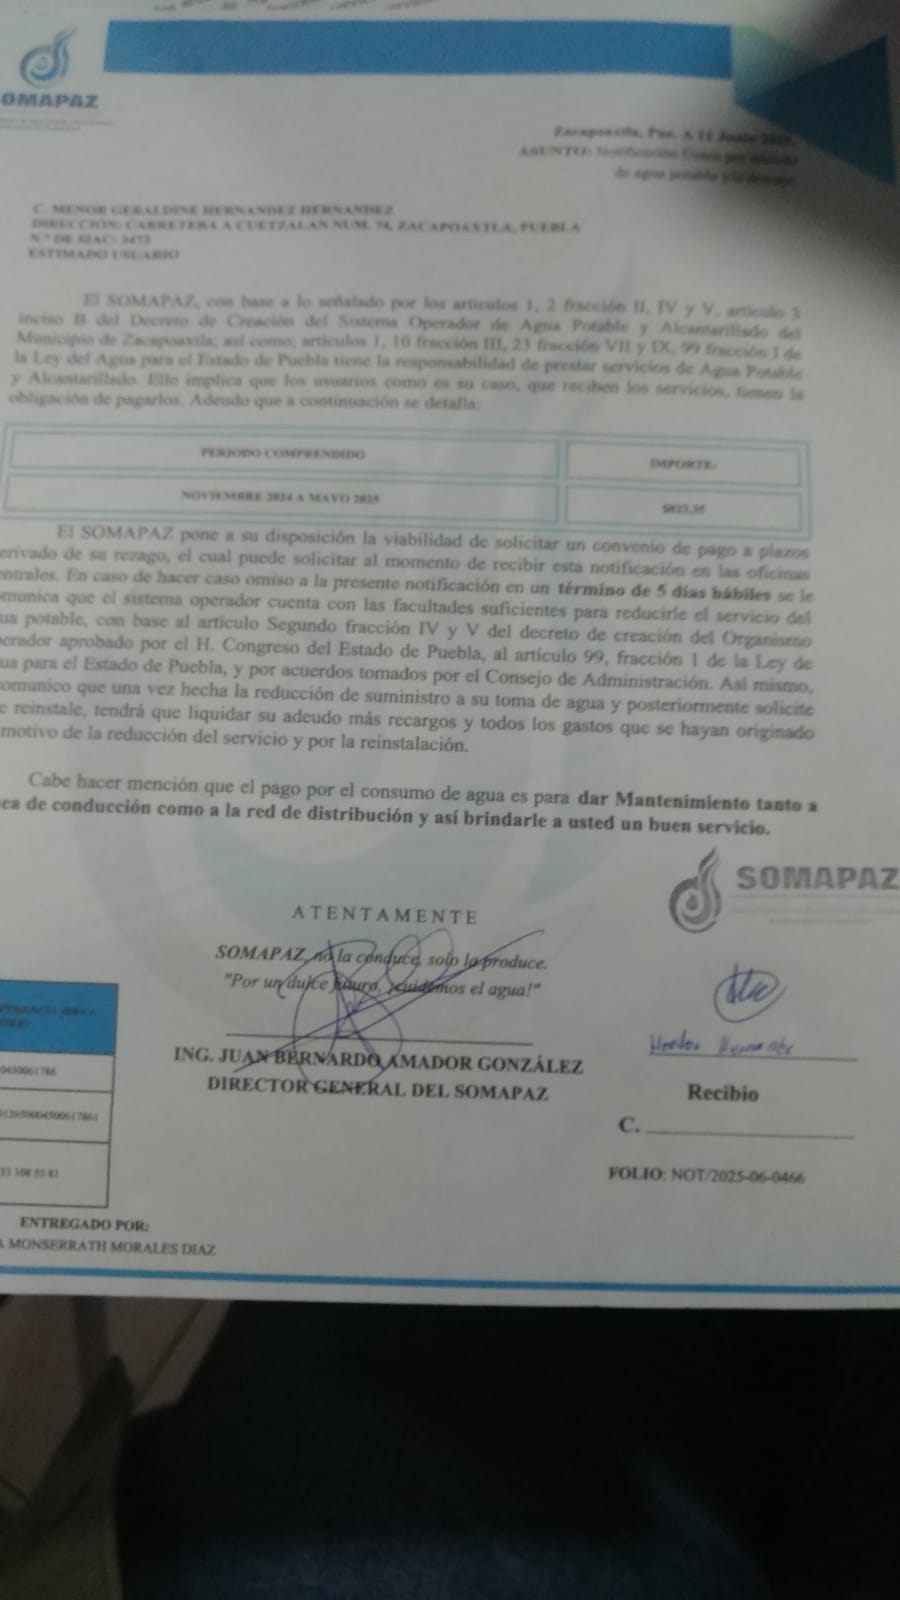 OMAPAZ
Zacapoaxtla, Pue. A 11 Junio 2025.
ASUNTO: Notificación Única por adeudo
de agua potable y/o drenaje
C. MENOR GERALDINE HERNANDEZ HERNANDEZ
DIRECCIÓN: CARRETERA A CUETZALAN NUM. 74, ZACAPOAXTLA, PUEBLA
N.° DE SIAC: 3473
ESTIMADO USUARIO
El SOMAPAZ, con base a lo señalado por los artículos 1, 2 fracción II, IV y V, artículo 3
inciso B del Decreto de Creación del Sistema Operador de Agua Potable y Alcantarillado del
Municipio de Zacapoaxtla; así como; artículos 1, 10 fracción III, 23 fracción VII y IX, 99 fracción 1 de
la Ley del Agua para el Estado de Puebla tiene la responsabilidad de prestar servicios de Agua Potable
y Alcantarillado. Ello implica que los usuarios como es su caso, que reciben los servicios, tienen la
obligación de pagarlos. Adeudo que a continuación se detalla:
PERIODO COMPRENDIDO IMPORTE:
NOVIEMBRE 2024 A MAYO 2025
El SOMAPAZ pone a su disposición la viabilidad de solicitar un convenio de pago a plazos
erivado de su rezago, el cual puede solicitar al momento de recibir esta notificación en las oficinas
entrales. En caso de hacer caso omiso a la presente notificación en un término de 5 días hábiles se le
munica que el sistema operador cuenta con las facultades suficientes para reducirle el servicio del
ua potable, con base al artículo Segundo fracción IV y V del decreto de creación del Organismo
erador aprobado por el H. Congreso del Estado de Puebla, al artículo 99, fracción 1 de la Ley de
ua para el Estado de Puebla, y por acuerdos tomados por el Consejo de Administración. Así mismo,
omunico que una vez hecha la reducción de suministro a su toma de agua y posteriormente solicite
e reinstale, tendrá que liquidar su adeudo más recargos y todos los gastos que se hayan originado
motivo de la reducción del servicio y por la reinstalación.
Cabe hacer mención que el pago por el consumo de agua es para dar Mantenimiento tanto a
ea de conducción como a la red de distribución y así brindarle a usted un buen servicio.
SOMAPAZ
ATENTAMENTE
SOMAPAZ, no la conduce, solo la produce.
"Por un dulce futuro, ¡cuidemos el agua!"
ING. JUAN BERNARDO AMADOR GONZÁLEZ
DIRECTOR GENERAL DEL SOMAPAZ
Recibio
C.
FOLIO: NOT/2025-06-0466
0450061786
33 108 55 81
ENTREGADO POR:
A MONSERRATH MORALES DIAZ